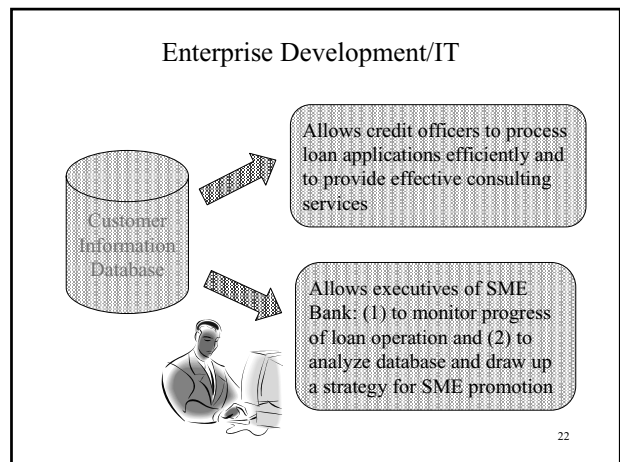 Enterprise Development/IT
Allows credit officers to process
loan applications efficiently and
to provide effective consulting
services
Customer
Information
Database
Allows executives of SME
Bank: (1) to monitor progress
of loan operation and (2) to
analyze database and draw up
a strategy for SME promotion
22